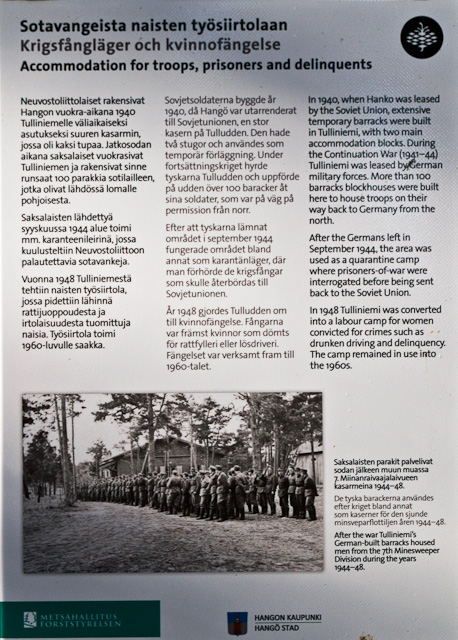 Sotavangeista naisten työsiirtolaan
Krigsfångläger och kvinnofängelse
Accommodation for troops, prisoners and delinquents
Neuvostoliittolaiset rakensivat
Hangon vuokra-aikana 1940
Tulliniemelle väliaikaiseksi
asutukseksi suuren kasarmin,
jossa oli kaksi tupaa. Jatkosodan
aikana saksalaiset vuokrasivat
Tulliniemen ja rakensivat sinne
runsaat 100 parakkia sotilailleen,
jotka olivat lähdössä lomalle
pohjoisesta.
Saksalaisten lähdettyä
syyskuussa 1944 alue toimi
mm. karanteenileirinä, jossa
kuulusteltiin Neuvostoliittoon
palautettavia sotavankeja.
Vuonna 1948 Tulliniemestä
tehtiin naisten työsiirtola,
jossa pidettiin lähinnä
rattijuoppoudesta ja
irtolaisuudesta tuomittuja
naisia. Työsiirtola toimi
1960-luvulle saakka.
Sovjetsoldaterna byggde år
1940, då Hangö var utarrenderat
till Sovjetunionen, en stor
kasern på Tulludden. Den hade
två stugor och användes som
temporär förläggning. Under
fortsättningskriget hyrde
tyskarna Tulludden och uppförde
på udden över 100 baracker åt
sina soldater, som var på väg på
permission från norr.
Efter att tyskarna lämnat
området i september 1944
fungerade området bland
annat som karantänläger, där
man förhörde de krigsfångar
som skulle återbördas till
Sovjetunionen.
År 1948 gjordes Tulludden om
till kvinnofängelse. Fångarna
var främst kvinnor som dömts
för rattfylleri eller lösdriveri.
Fängelset var verksamt fram till
1960-talet.
In 1940, when Hanko was leased
by the Soviet Union, extensive
temporary barracks were built
in Tulliniemi, with two main
accommodation blocks. During
the Continuation War (1941–44)
Tulliniemi was leased by German
military forces. More than 100
barracks blockhouses were built
here to house troops on their
way back to Germany from the
north.
After the Germans left in
September 1944, the area was
used as a quarantine camp
where prisoners-of-war were
interrogated before being sent
back to the Soviet Union.
In 1948 Tulliniemi was converted
into a labour camp for women
convicted for crimes such as
drunken driving and delinquency.
The camp remained in use into
the 1960s.
Saksalaisten parakit palvelivat
sodan jälkeen muun muassa
7. Miinanraivaajalaivueen
kasarmeina 1944–48.
De tyska barackerna användes
efter kriget bland annat
som kaserner för den sjunde
minsveparflottiljen åren 1944–48.
After the war Tulliniemi's
German-built barracks housed
men from the 7th Minesweeper
Division during the years
1944–48.
METSÄHALLITUS
FORSTSTYRELSEN
HANGON KAUPUNKI
HANGÖ STAD